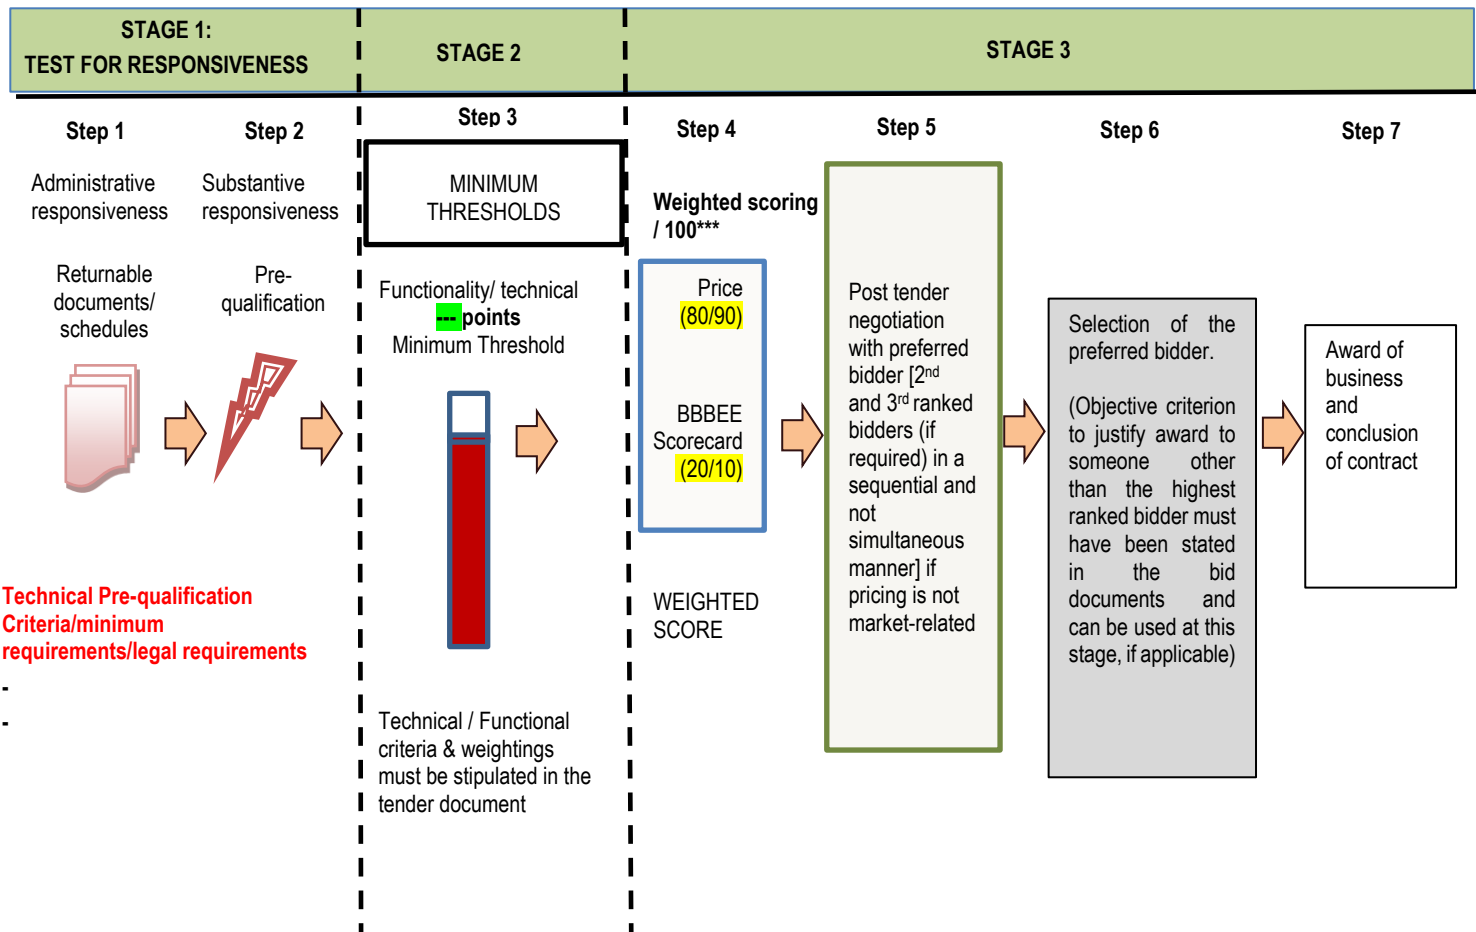 STAGE 1:
TEST FOR RESPONSIVENESS
STAGE 2
STAGE 3
Step 1
Administrative
responsiveness
Returnable
documents/
schedules
Step 2
Substantive
responsiveness
Pre-
qualification
Technical Pre-qualification
Criteria/minimum
requirements/legal requirements
-
-
Step 3
MINIMUM
THRESHOLDS
Functionality/ technical
--- points
Minimum Threshold
Technical / Functional
criteria & weightings
must be stipulated in the
tender document
Step 4
Weighted scoring
/ 100***
Price
(80/90)
BBBEE
Scorecard
(20/10)
WEIGHTED
SCORE
Step 5
Post tender
negotiation
with preferred
bidder [2nd
and 3rd ranked
bidders (if
required) in a
sequential and
not
simultaneous
manner] if
pricing is not
market-related
Step 6
Selection of the
preferred bidder.
(Objective criterion
to justify award to
someone other
than the highest
ranked bidder must
have been stated
in the bid
documents and
can be used at this
stage, if applicable)
Step 7
Award of
business
and
conclusion
of contract